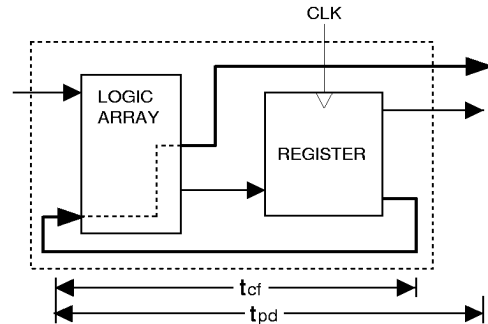 CLK
LOGIC
ARRAY
REGISTER
tcf
tpd